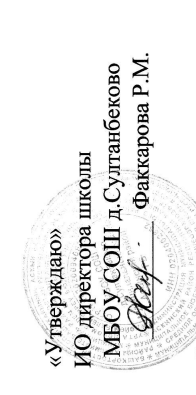 «Утверждаю»
ИО директора школы
МБОУ СОШ д.Султанбеково
Факкарова Р.М.